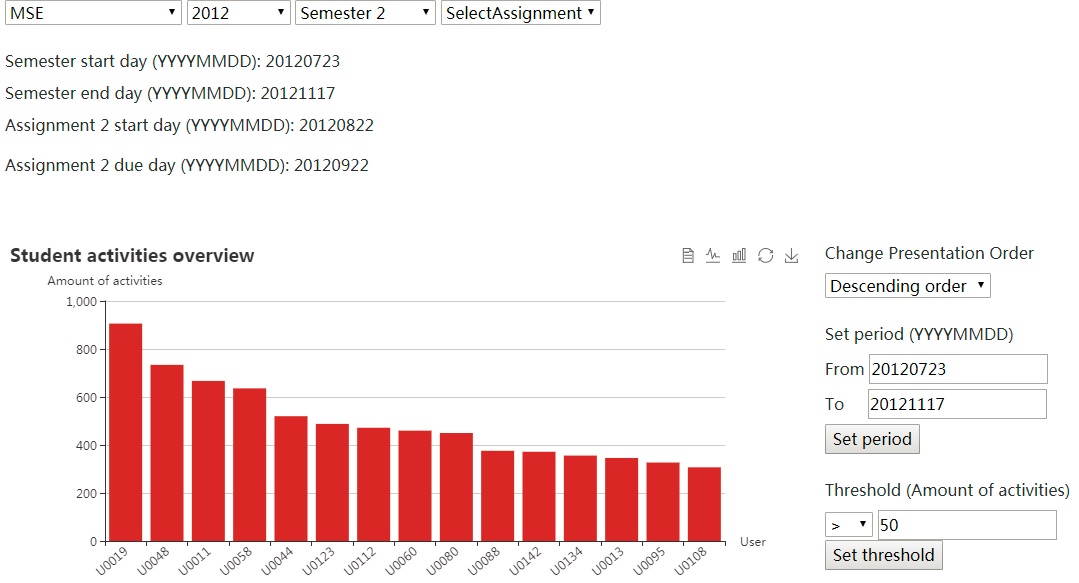 MSE 2012 Semester 2 SelectAssignment
Semester start day (YYYYMMDD): 20120723
Semester end day (YYYYMMDD): 20121117
Assignment 2 start day (YYYYMMDD): 20120822
Assignment 2 due day (YYYYMMDD): 20120922
Student activities overview
Amount of activities
1,000
800
600
400
200
0
U0019 U0048 U0011 U0058 U0044 U0123 U0112 U0060 U0080 U0088 U0142 U0134 U0013 U0095 U0108
User
Change Presentation Order
Descending order
Set period (YYYYMMDD)
From 20120723
To 20121117
Set period
Threshold (Amount of activities)
> 50
Set threshold